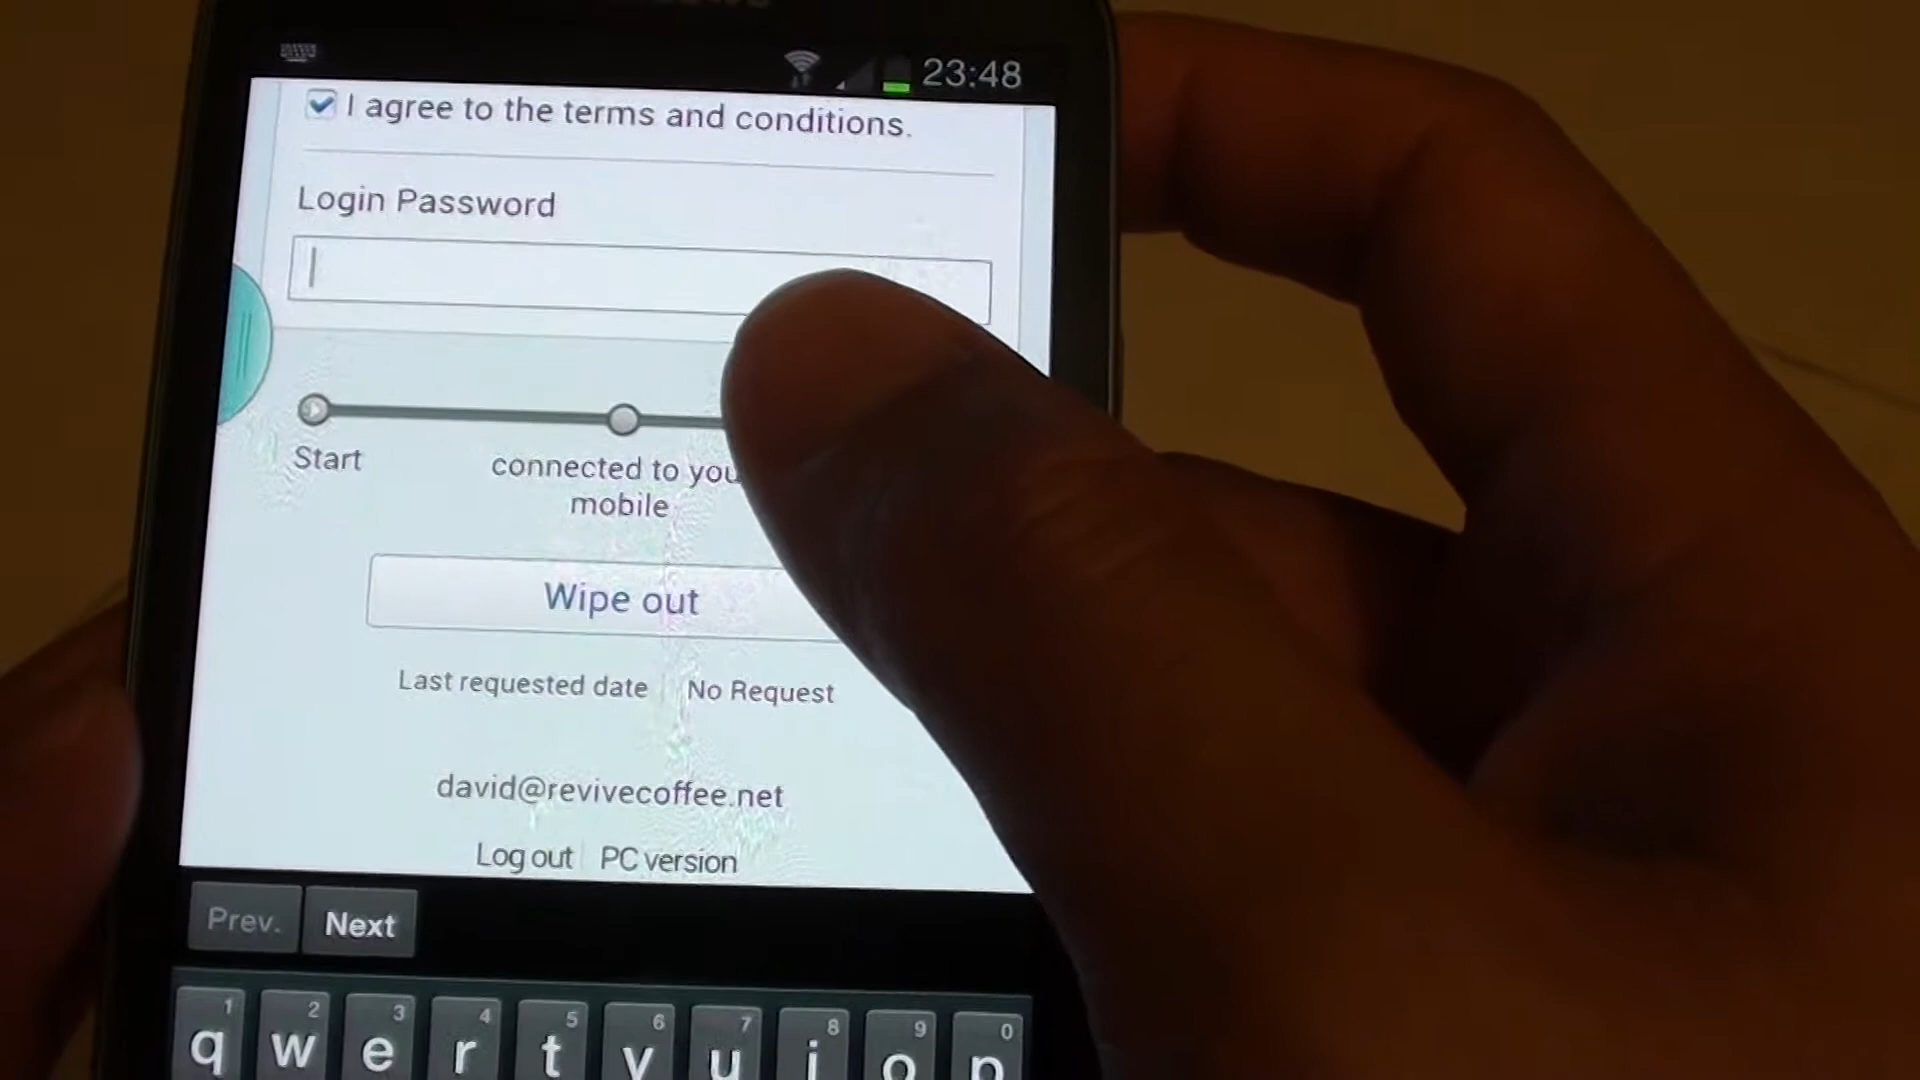 23:48
I agree to the terms and conditions.
Login Password
Start
connected to you
mobile
Wipe out
Last requested date No Request
david@revivecoffee.net
Log out PC version
Prev. Next
1 2 3 4 5 6 7 8 9 0
q w e r t y u i o p